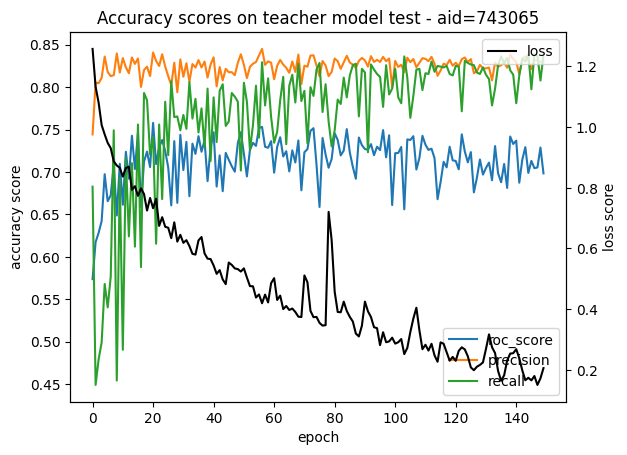 Accuracy scores on teacher model test - aid=743065
loss
accuracy score
0.85
0.80
0.75
0.70
0.65
0.60
0.55
0.50
0.45
1.2
1.0
0.8
0.6
0.4
0.2
loss score
roc_score
precision
recall
0
20
40
60
80
100
120
140
epoch